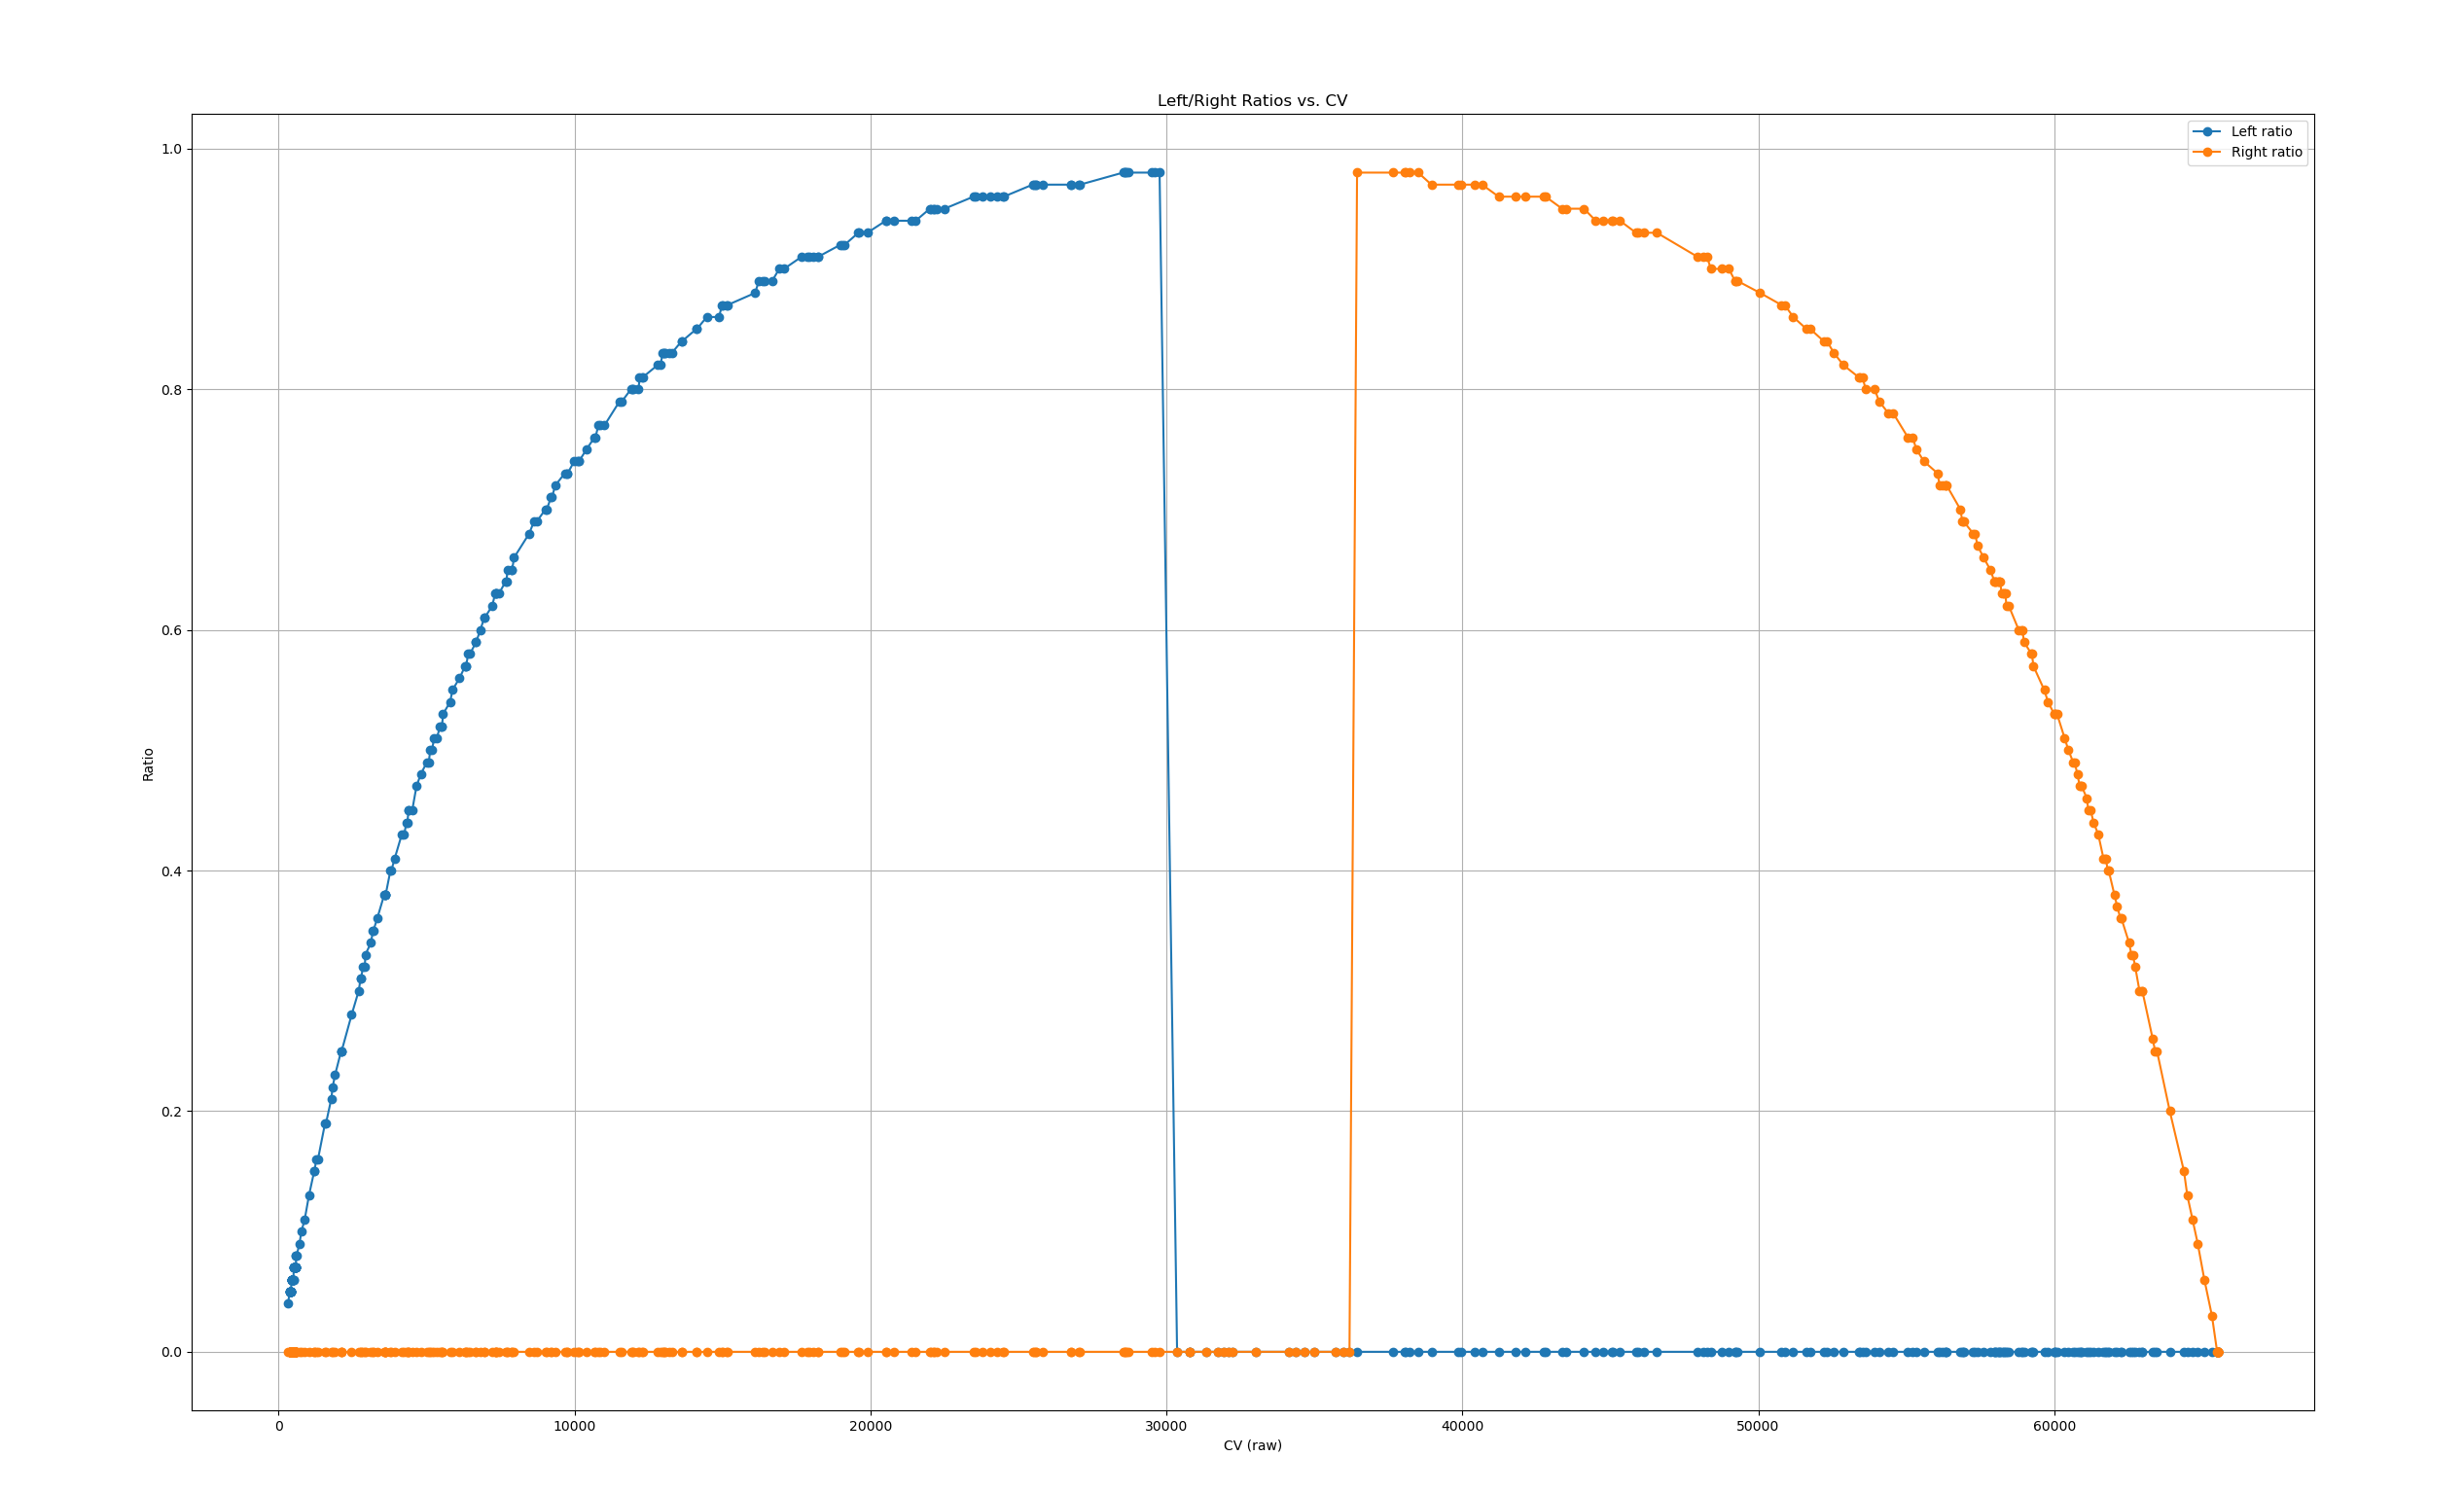 Left/Right Ratios vs. CV
Left ratio
Right ratio
1.0
0.8
0.6
0.4
0.2
0.0
Ratio
0
10000
20000
30000
40000
50000
60000
CV (raw)